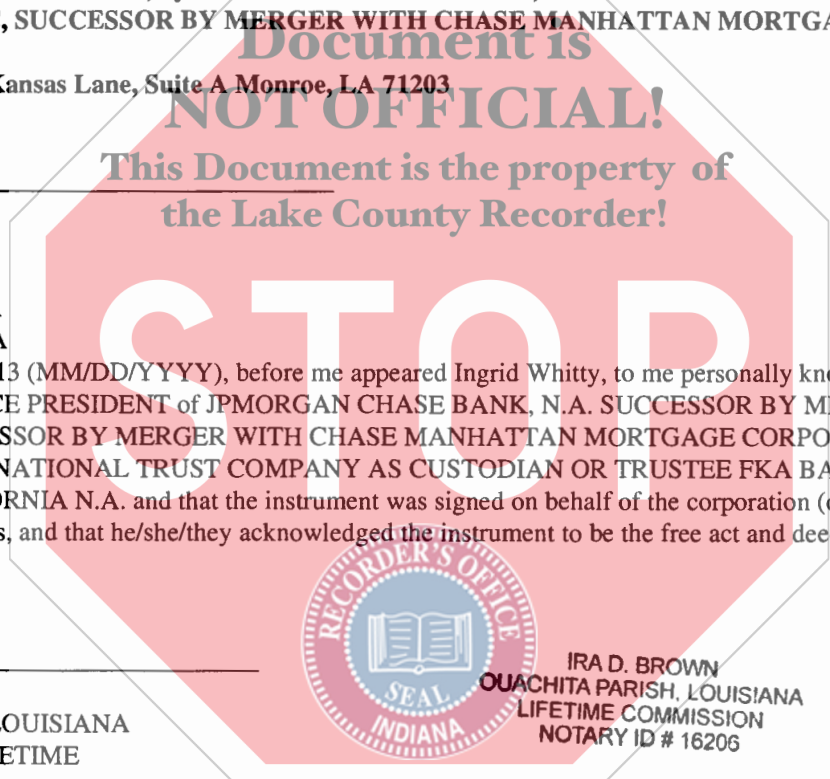 , SUCCESSOR BY MERGER WITH CHASE MANHATTAN MORTGA
Document is
Kansas Lane, Suite A Monroe, LA 71203
NOT OFFICIAL!
This Document is the property of
the Lake County Recorder!
STOP
A
13 (MM/DD/YYYY), before me appeared Ingrid Whitty, to me personally kno
CE PRESIDENT of JPMORGAN CHASE BANK, N.A. SUCCESSOR BY ME
SSOR BY MERGER WITH CHASE MANHATTAN MORTGAGE CORPO
NATIONAL TRUST COMPANY AS CUSTODIAN OR TRUSTEE FKA BA
ORNIA N.A. and that the instrument was signed on behalf of the corporation (
s, and that he/she/they acknowledged the instrument to be the free act and dee
RECORDER'S OFFICE
SEAL
INDIANA
IRA D. BROWN
OUACHITA PARISH, LOUISIANA
LIFETIME COMMISSION
NOTARY ID # 16206
LOUISIANA
ETIME